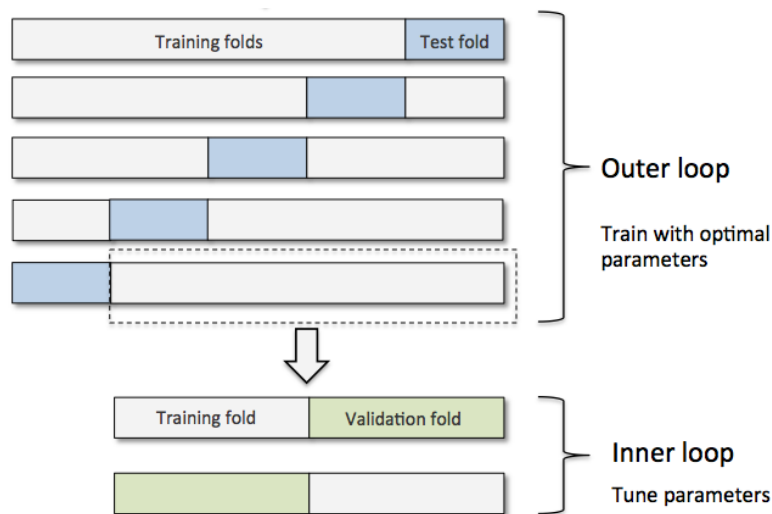 Training folds
Test fold
Outer loop
Train with optimal
parameters
Training fold
Validation fold
Inner loop
Tune parameters